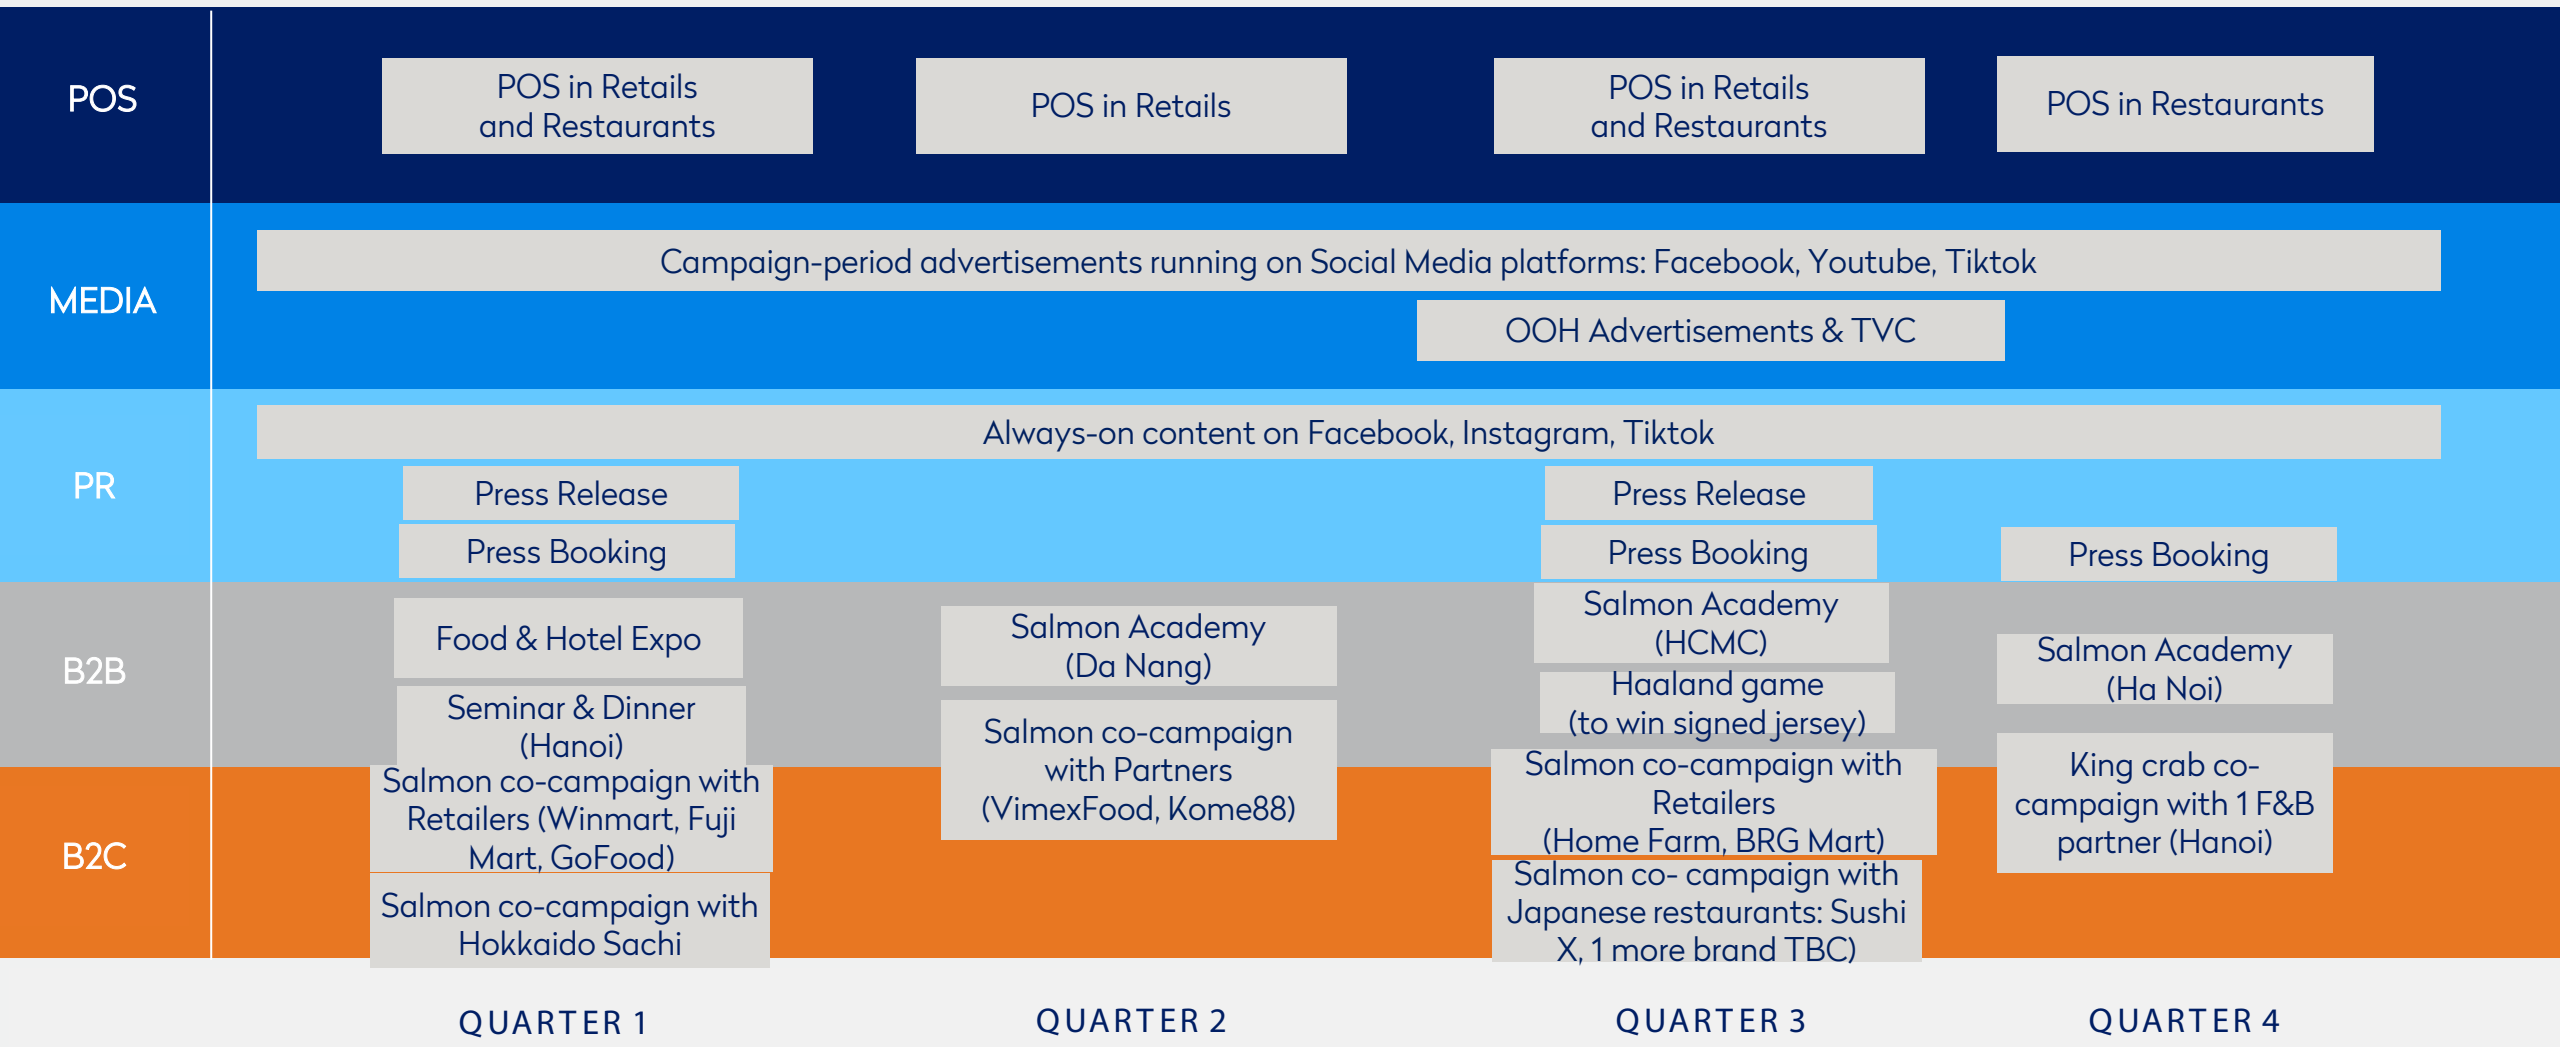 POS
POS in Retails
and Restaurants
POS in Retails
POS in Retails
and Restaurants
POS in Restaurants
MEDIA
Campaign-period advertisements running on Social Media platforms: Facebook, Youtube, Tiktok
OOH Advertisements & TVC
PR
Always-on content on Facebook, Instagram, Tiktok
Press Release
Press Booking
Press Release
Press Booking
Press Booking
B2B
Food & Hotel Expo
Seminar & Dinner
(Hanoi)
Salmon Academy
(Da Nang)
Salmon co-campaign
with Partners
(VimexFood, Kome88)
Salmon Academy
(HCMC)
Haaland game
(to win signed jersey)
Salmon Academy
(Ha Noi)
B2C
Salmon co-campaign with
Retailers (Winmart, Fuji
Mart, GoFood)
Salmon co-campaign with
Hokkaido Sachi
Salmon co-campaign with
Retailers
(Home Farm, BRG Mart)
Salmon co- campaign with
Japanese restaurants: Sushi
X, 1 more brand TBC)
King crab co-
campaign with 1 F&B
partner (Hanoi)
QUARTER 1
QUARTER 2
QUARTER 3
QUARTER 4